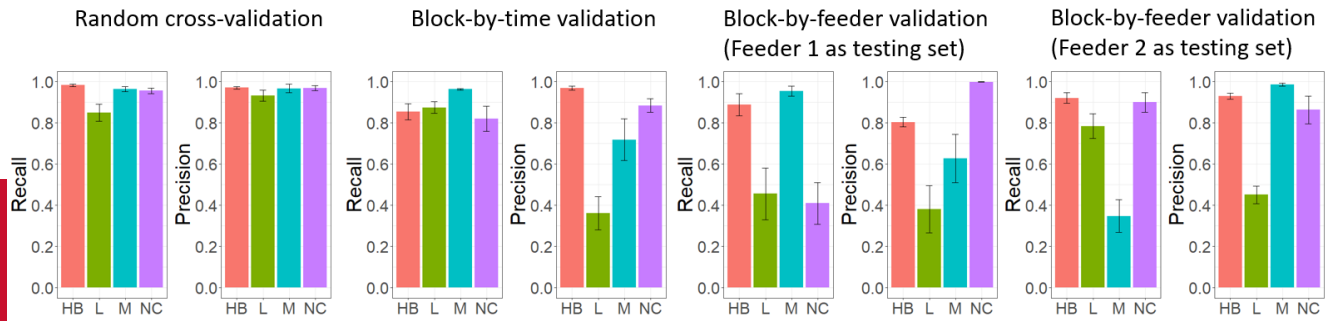 Random cross-validation
Block-by-time validation
Block-by-feeder validation
(Feeder 1 as testing set)
Block-by-feeder validation
(Feeder 2 as testing set)
Recall
1.0
0.8
0.6
0.4
0.2
0.0
HB L M NC
Precision
1.0
0.8
0.6
0.4
0.2
0.0
HB L M NC
Recall
1.0
0.8
0.6
0.4
0.2
0.0
HB L M NC
Precision
1.0
0.8
0.6
0.4
0.2
0.0
HB L M NC
Recall
1.0
0.8
0.6
0.4
0.2
0.0
HB L M NC
Precision
1.0
0.8
0.6
0.4
0.2
0.0
HB L M NC
Recall
1.0
0.8
0.6
0.4
0.2
0.0
HB L M NC
Precision
1.0
0.8
0.6
0.4
0.2
0.0
HB L M NC